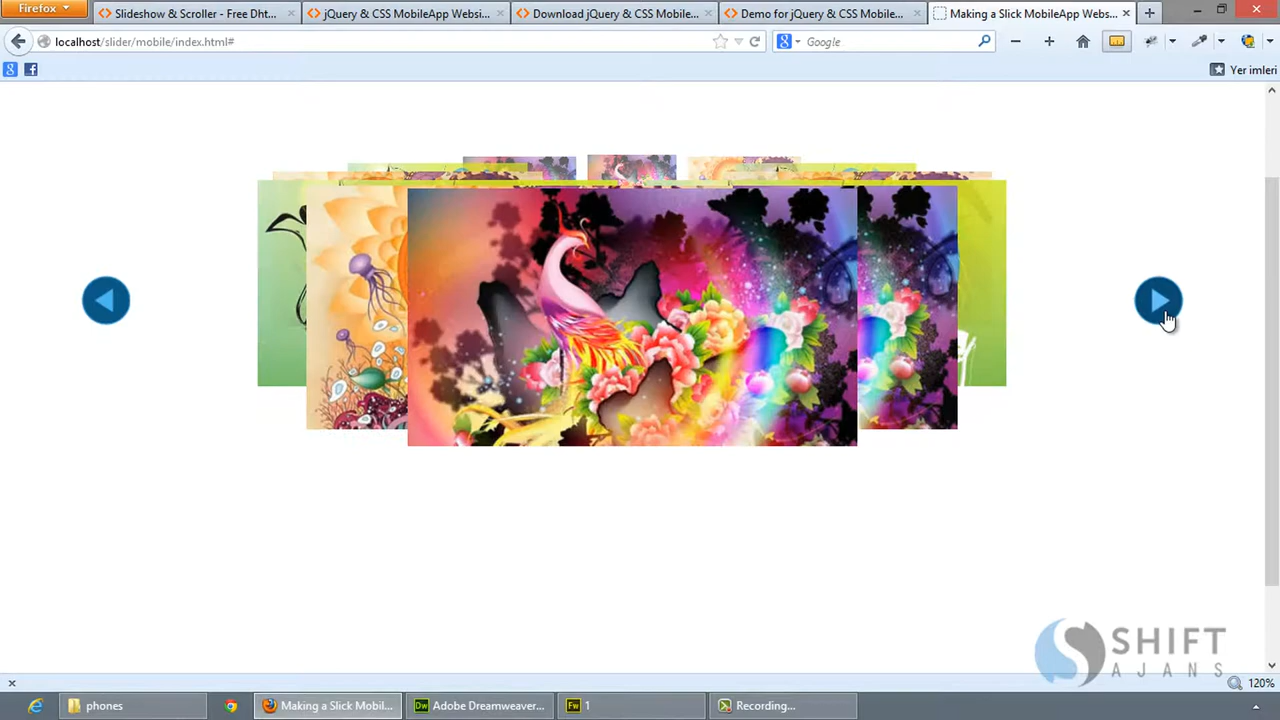 Firefox
Slideshow & Scroller - Free Dht...
jQuery & CSS MobileApp Websi...
Download jQuery & CSS Mobile...
Demo for jQuery & CSS Mobile...
Making a Slick MobileApp Webs...
localhost/slider/mobile/index.html#
Google
Yer imleri
SHIFT
AJANS
120%
phones
Making a Slick Mobil...
Adobe Dreamweaver...
1
Recording...